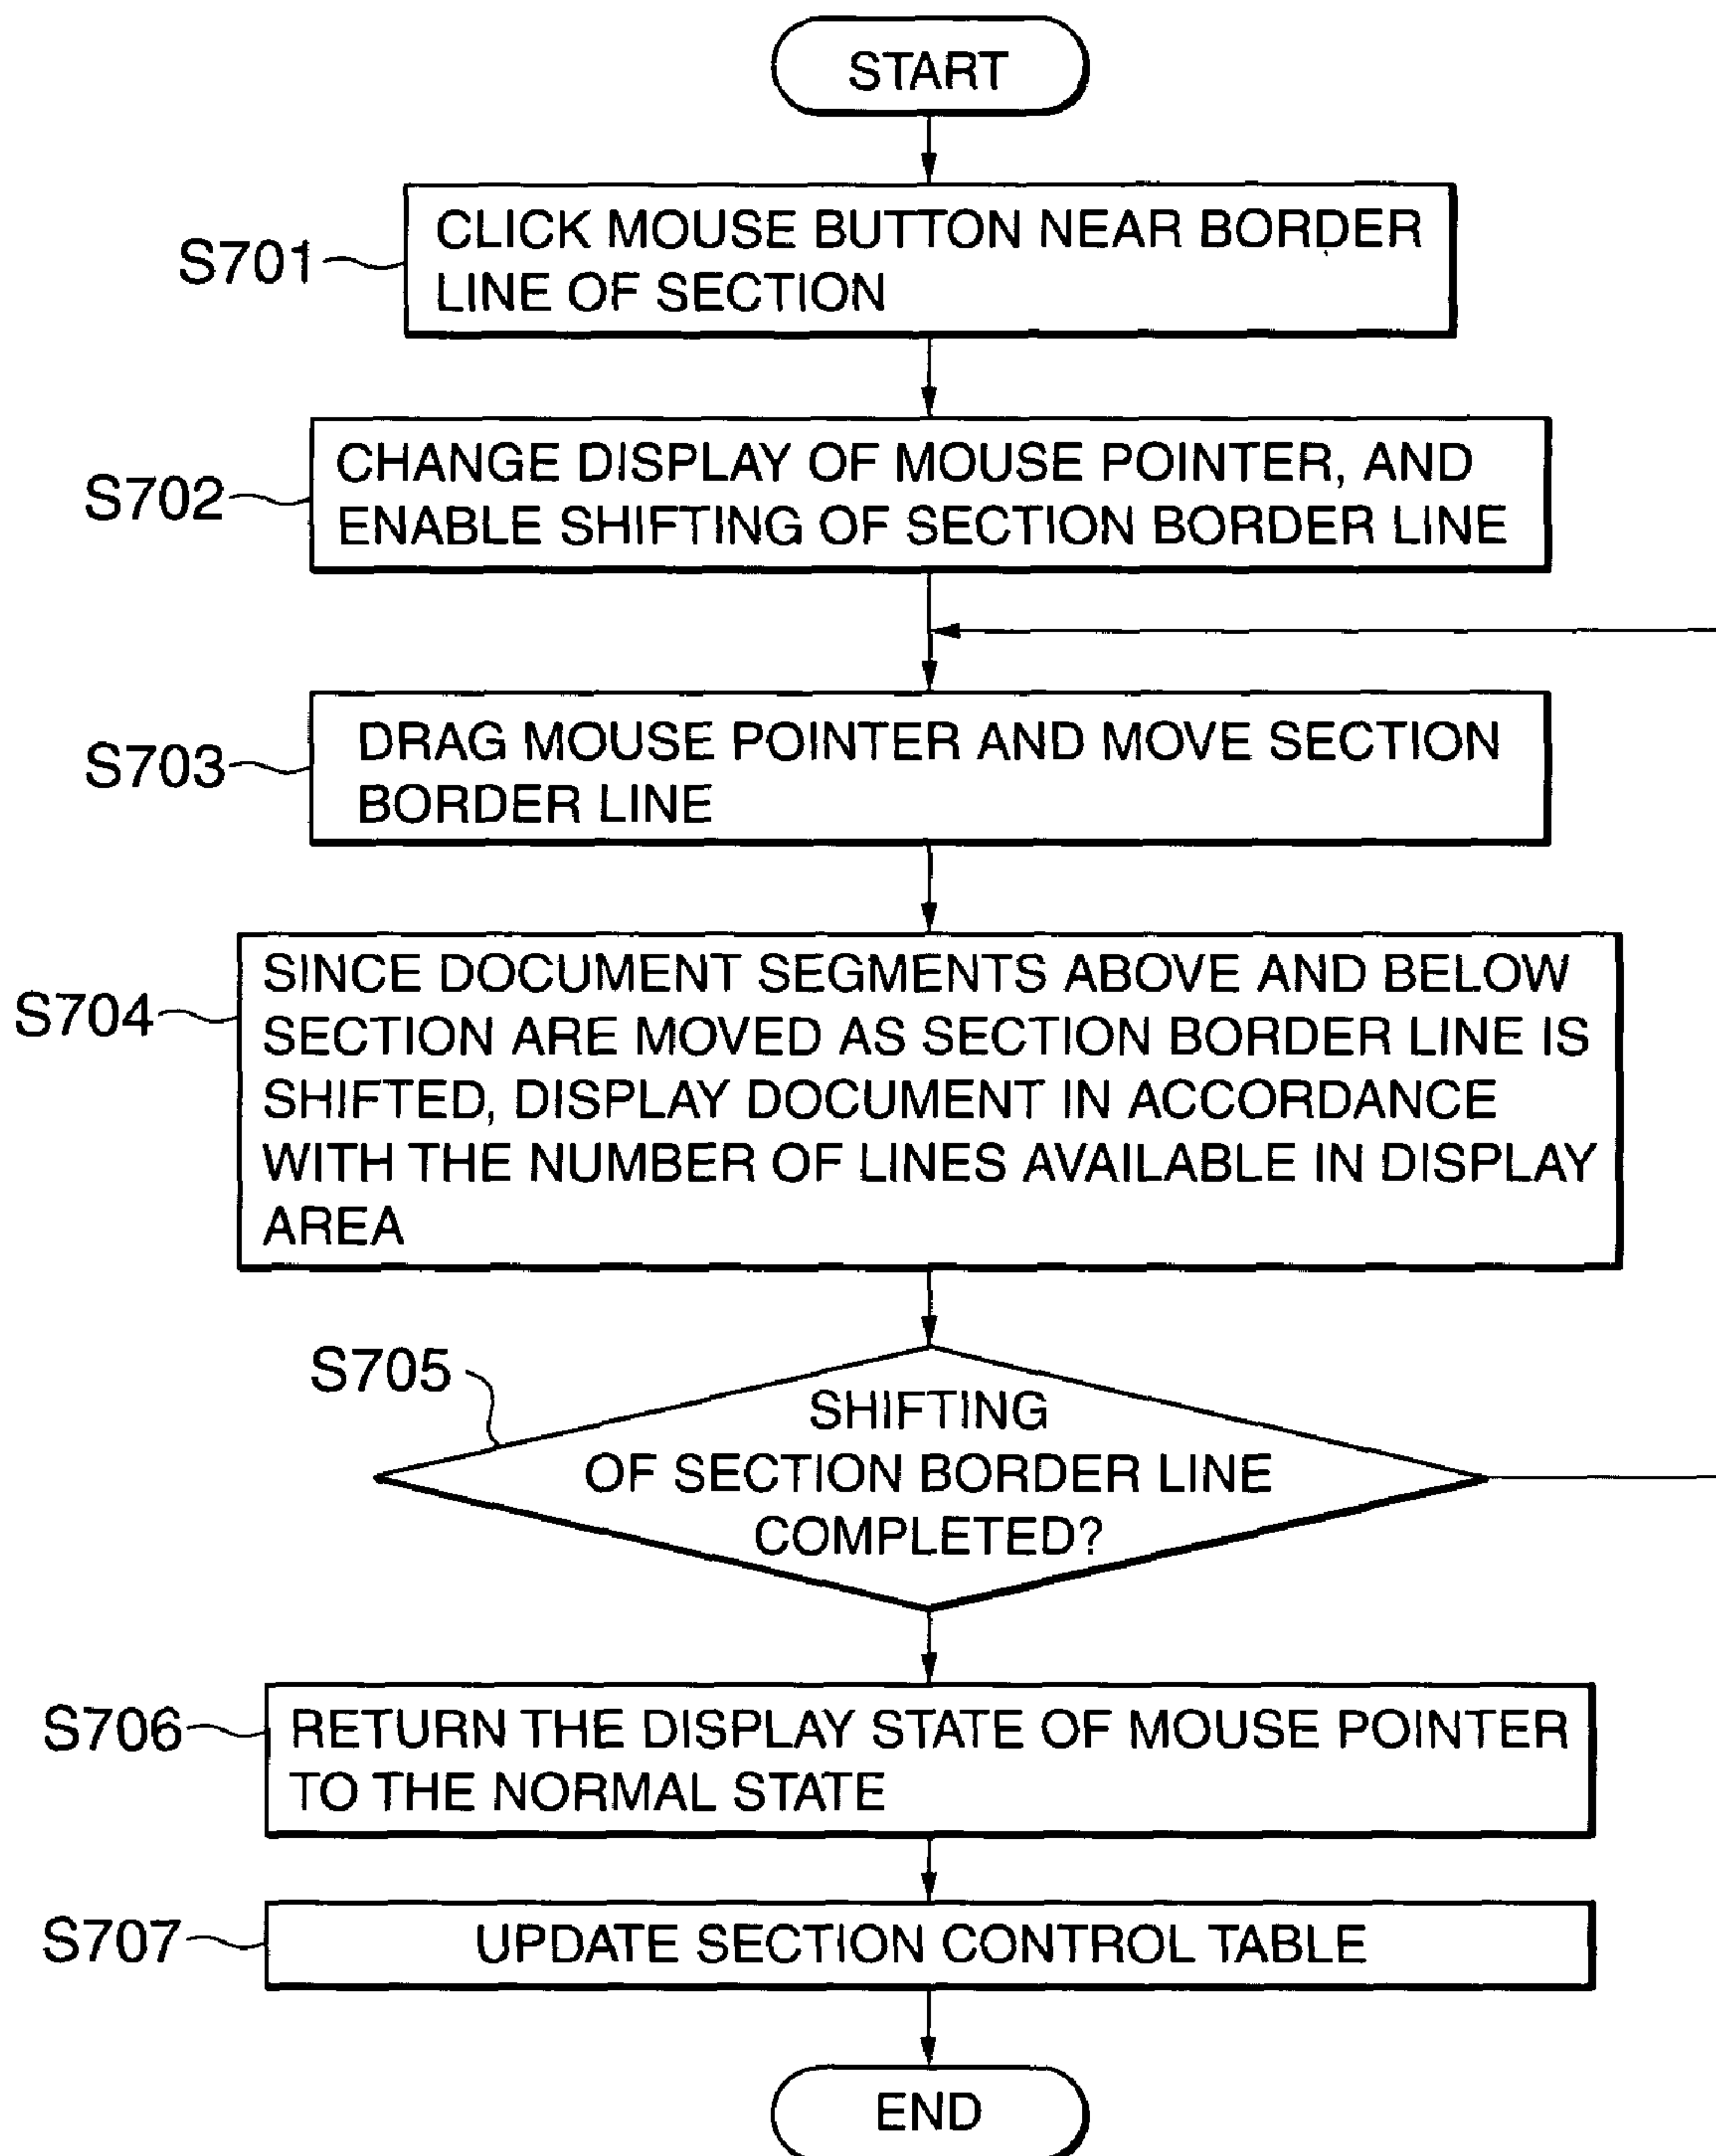 START
S701
CLICK MOUSE BUTTON NEAR BORDER
LINE OF SECTION
S702
CHANGE DISPLAY OF MOUSE POINTER, AND
ENABLE SHIFTING OF SECTION BORDER LINE
S703
DRAG MOUSE POINTER AND MOVE SECTION
BORDER LINE
S704
SINCE DOCUMENT SEGMENTS ABOVE AND BELOW
SECTION ARE MOVED AS SECTION BORDER LINE IS
SHIFTED, DISPLAY DOCUMENT IN ACCORDANCE
WITH THE NUMBER OF LINES AVAILABLE IN DISPLAY
AREA
S705
SHIFTING
OF SECTION BORDER LINE
COMPLETED?
S706
RETURN THE DISPLAY STATE OF MOUSE POINTER
TO THE NORMAL STATE
S707
UPDATE SECTION CONTROL TABLE
END